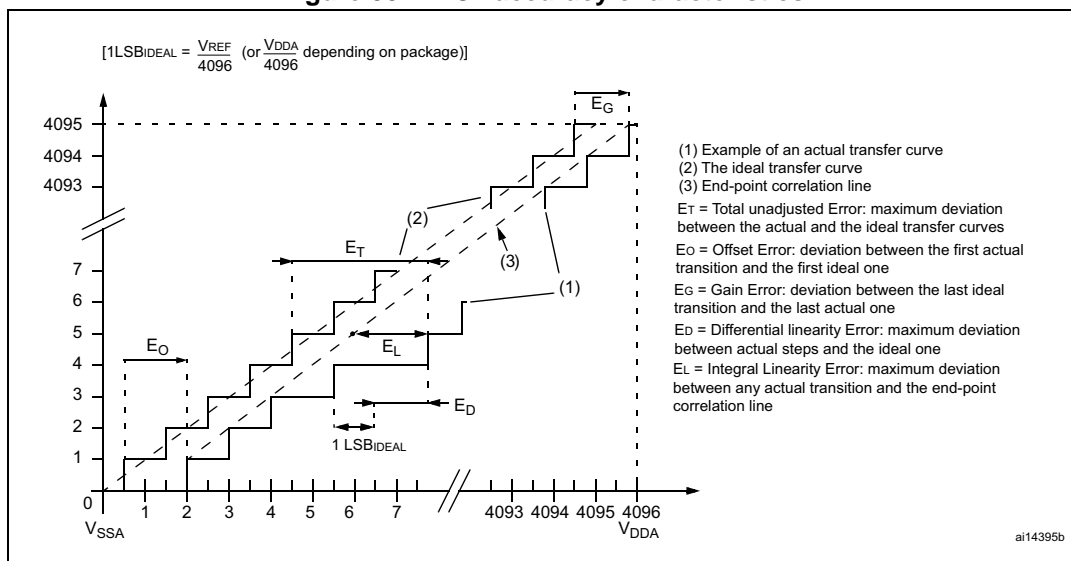 [1LSBIDEAL = VREF/4096 (or VDDA/4096 depending on package)]
EG
4095
4094
4093
(1) Example of an actual transfer curve
(2) The ideal transfer curve
(3) End-point correlation line
ET = Total unadjusted Error: maximum deviation
between the actual and the ideal transfer curves
EO = Offset Error: deviation between the first actual
transition and the first ideal one
EG = Gain Error: deviation between the last ideal
transition and the last actual one
ED = Differential linearity Error: maximum deviation
between actual steps and the ideal one
EL = Integral Linearity Error: maximum deviation
between any actual transition and the end-point
correlation line
(2)
ET
(3)
(1)
7
6
5
4
3
2
1
0
EO
EL
ED
1 LSBIDEAL
1 2 3 4 5 6 7 4093 4094 4095 4096
VSSA
VDDA
ai14395b